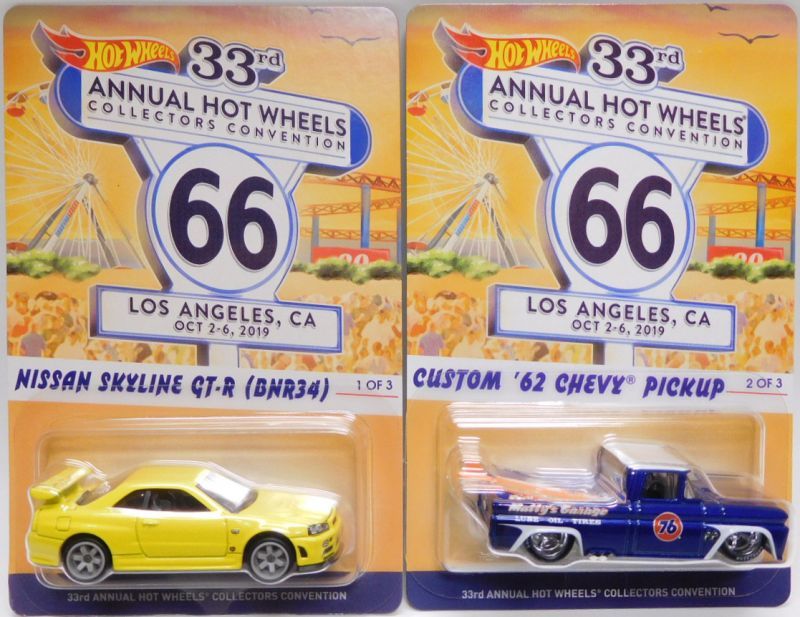 HOT WHEELS
33rd
ANNUAL HOT WHEELS
COLLECTORS CONVENTION
66
LOS ANGELES, CA
OCT 2-6, 2019
NISSAN SKYLINE GT-R (BNR34)
1 OF 3
33rd ANNUAL HOT WHEELS® COLLECTORS CONVENTION
HOT WHEELS
33rd
ANNUAL HOT WHEELS®
COLLECTORS CONVENTION
66
LOS ANGELES, CA
OCT 2-6, 2019
CUSTOM '62 CHEVY® PICKUP
2 OF 3
Matty's Garage
LUBE - OIL - TIRES
76
33rd ANNUAL HOT WHEELS® COLLECTORS CONVENTION